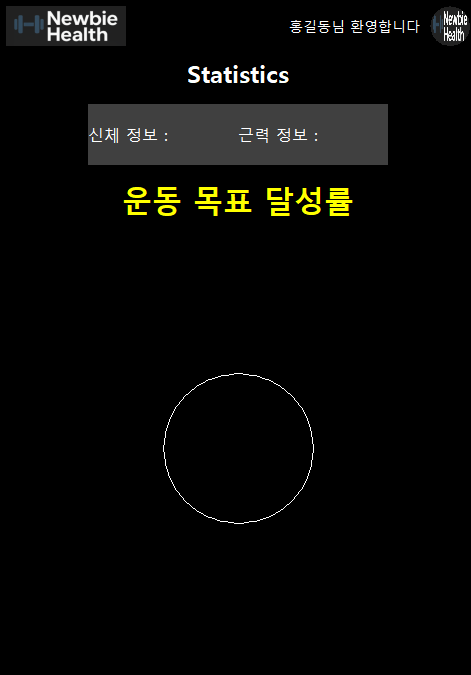 Newbie
Health
홍길동님 환영합니다
Newbie
Health
Statistics
신체 정보 : 근력 정보 :
운동 목표 달성률